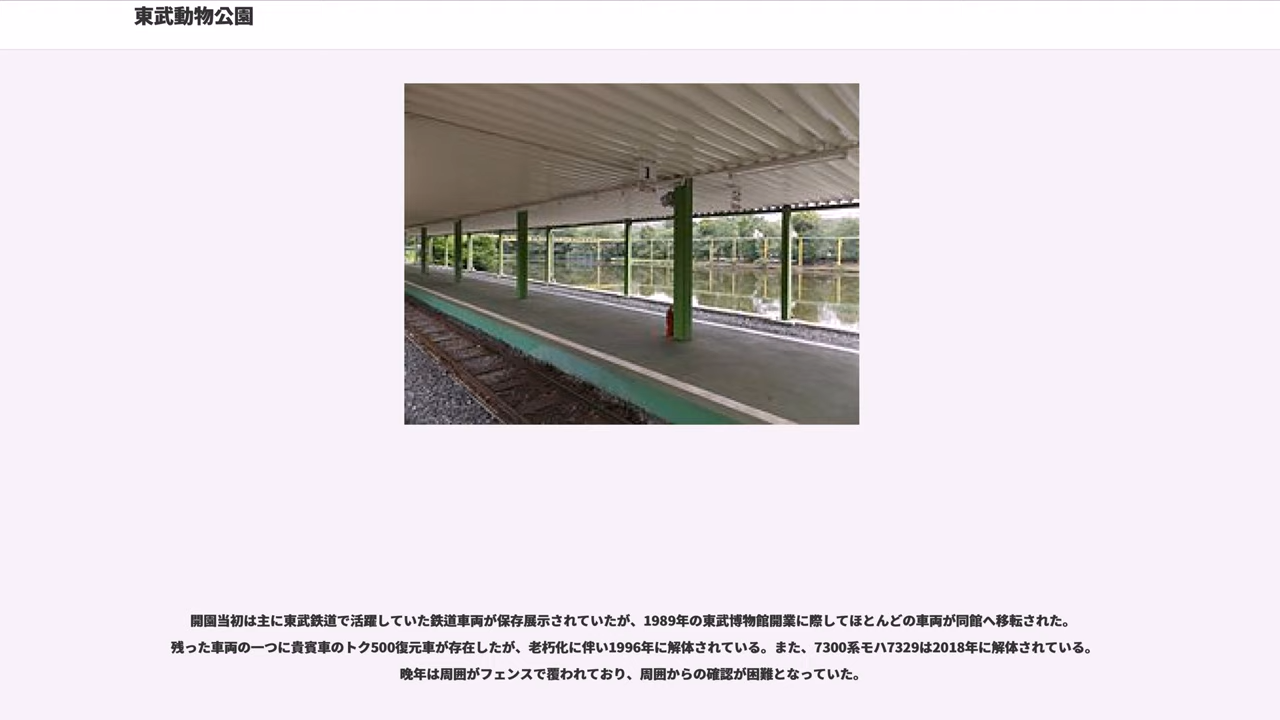 東武動物公園
1
開園当初は主に東武鉄道で活躍していた鉄道車両が保存展示されていたが、1989年の東武博物館開業に際してほとんどの車両が同館へ移転された。
残った車両の一つに貴賓車のトク500復元車が存在したが、老朽化に伴い1996年に解体されている。また、7300系モハ7329は2018年に解体されている。
晩年は周囲がフェンスで覆われており、周囲からの確認が困難となっていた。